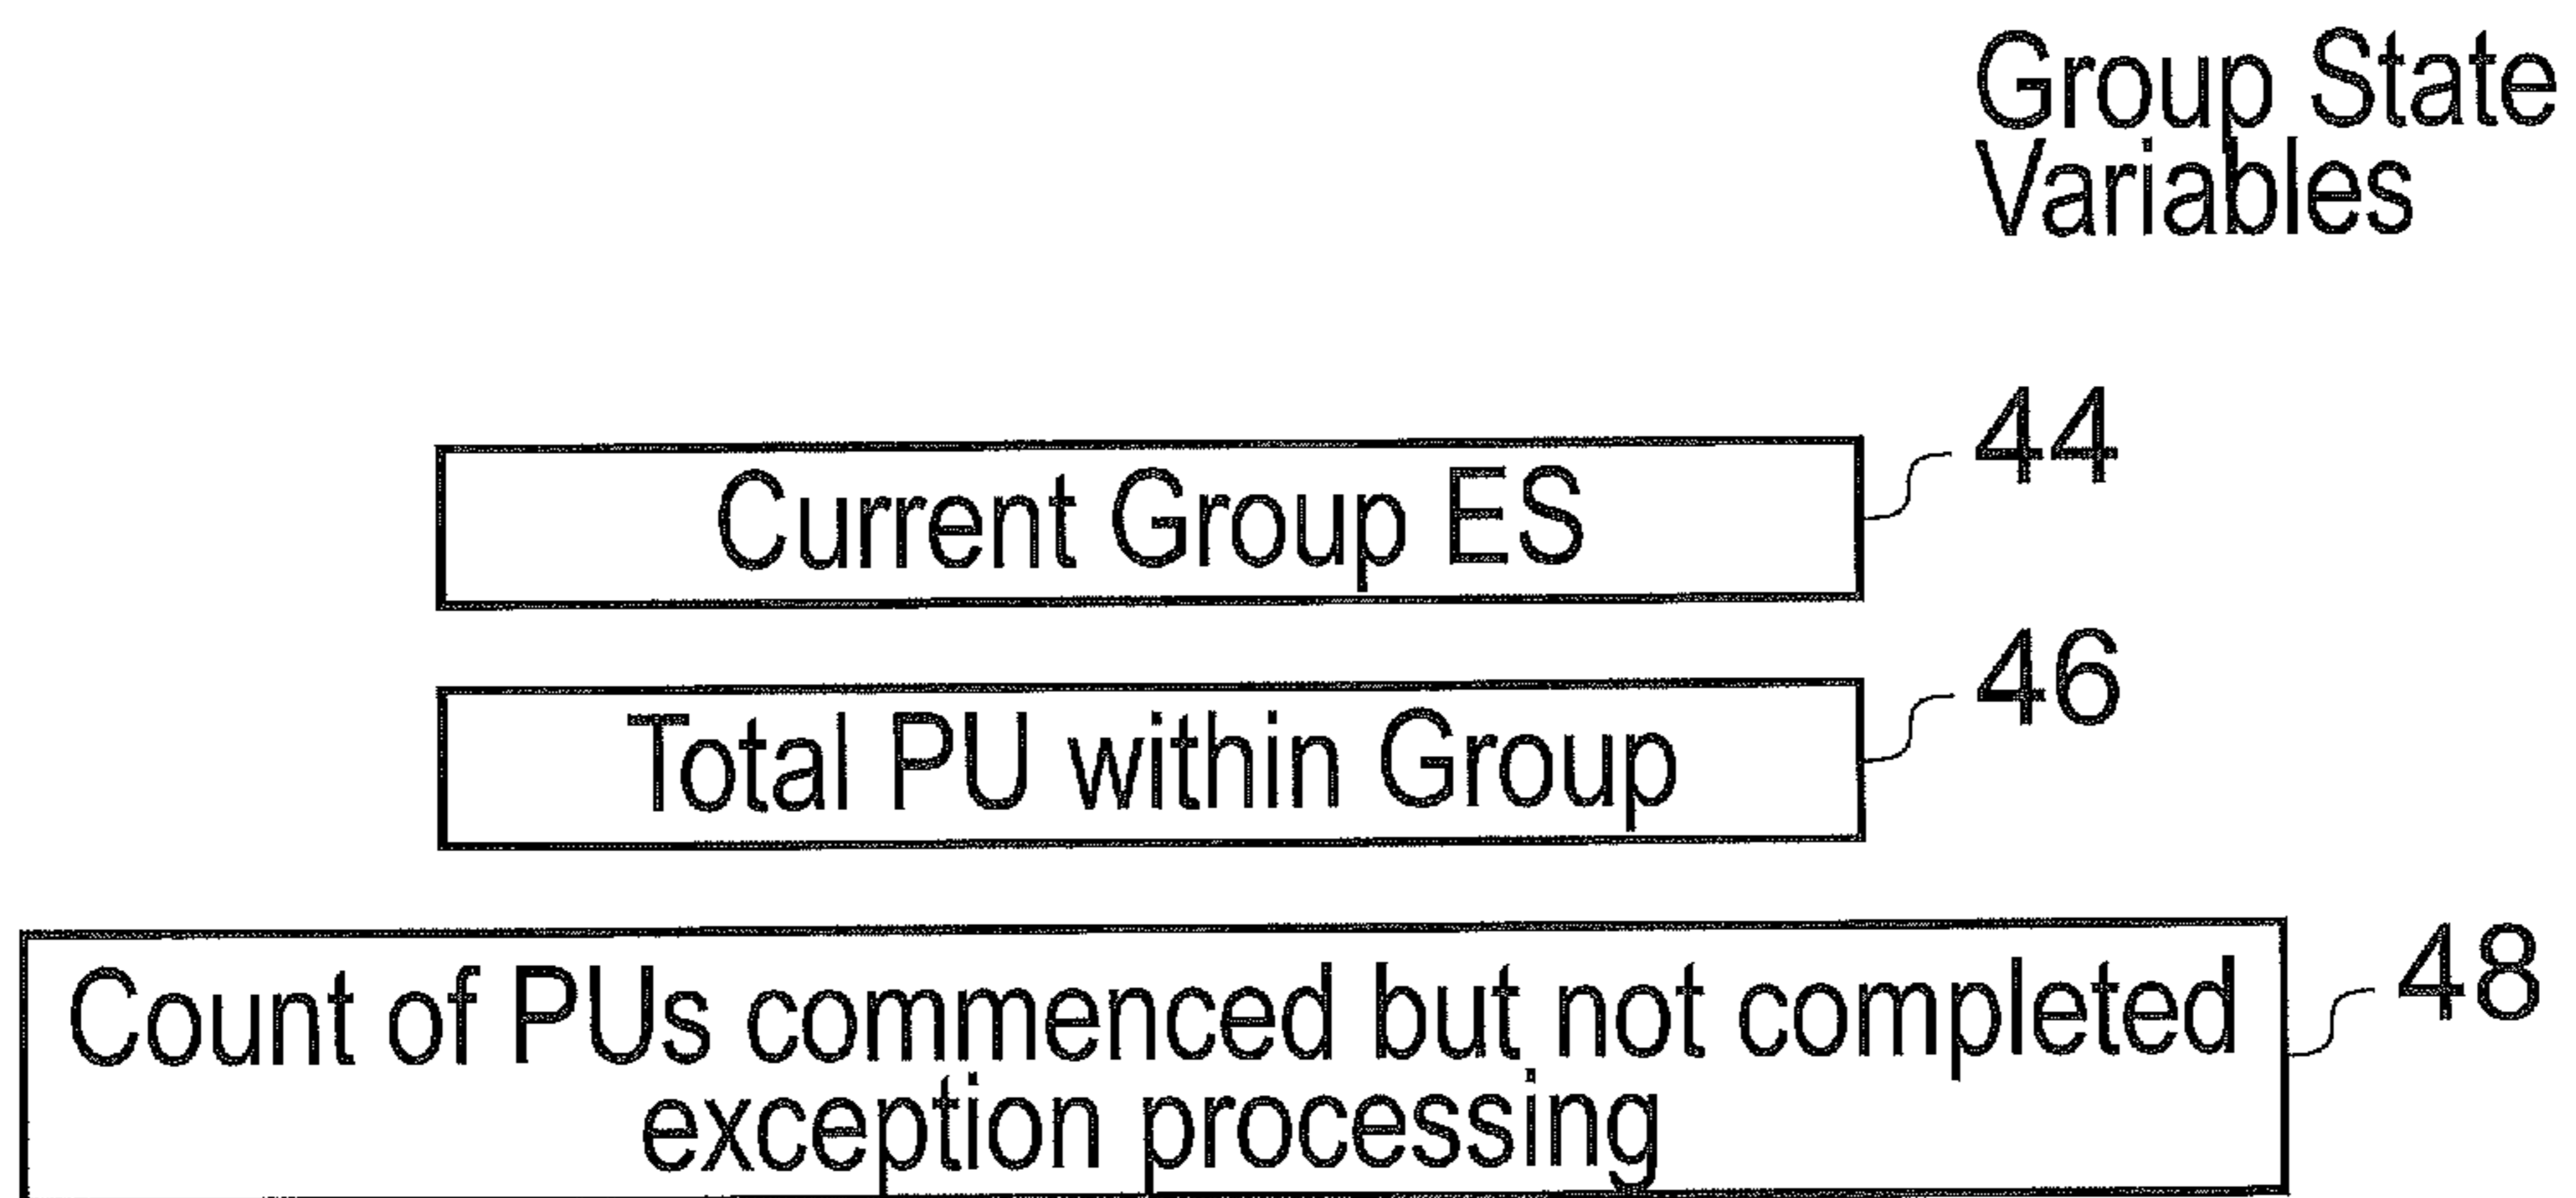 Group State
Variables
44
Current Group ES
46
Total PU within Group
48
Count of PUs commenced but not completed
exception processing